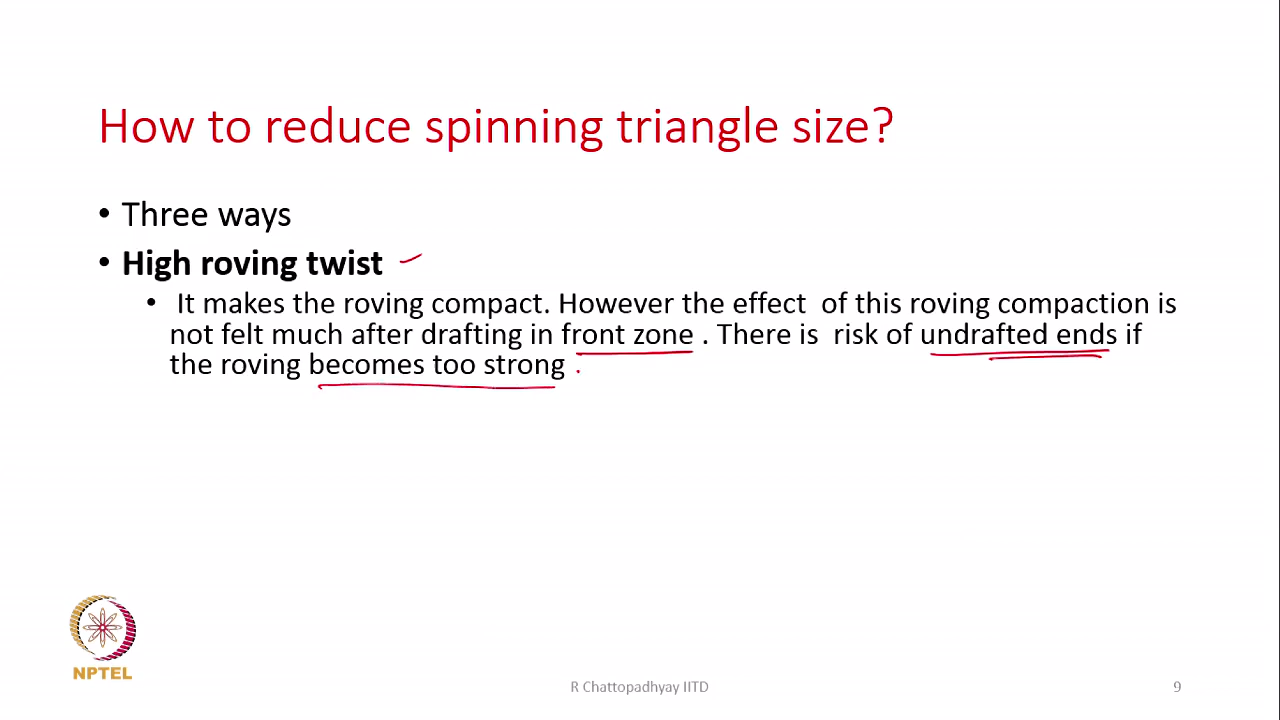 How to reduce spinning triangle size?
• Three ways
• High roving twist
• It makes the roving compact. However the effect of this roving compaction is
not felt much after drafting in front zone . There is risk of undrafted ends if
the roving becomes too strong .
NPTEL
R Chattopadhyay IITD
9